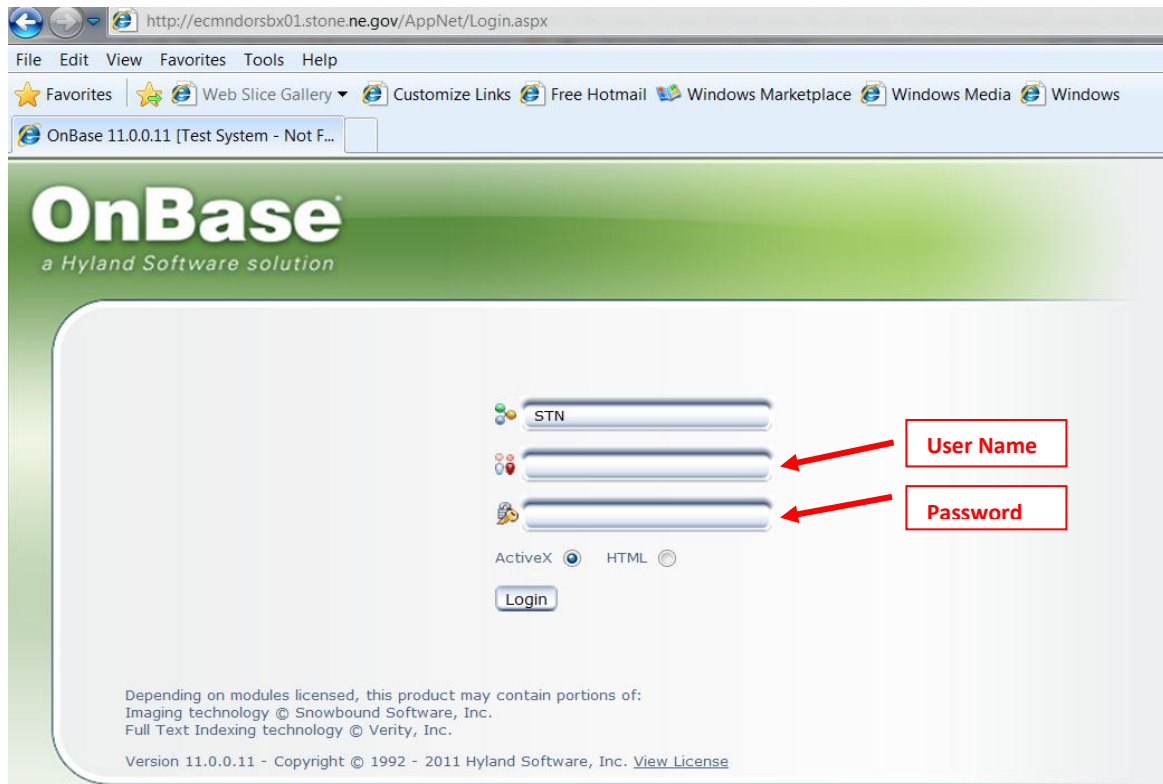 http://ecmndorsbx01.stone.ne.gov/AppNet/Login.aspx
File Edit View Favorites Tools Help
Favorites Web Slice Gallery Customize Links Free Hotmail Windows Marketplace Windows Media Windows
OnBase 11.0.0.11 [Test System - Not F...
OnBase
a Hyland Software solution
STN
User Name
Password
ActiveX HTML
Login
Depending on modules licensed, this product may contain portions of:
Imaging technology © Snowbound Software, Inc.
Full Text Indexing technology © Verity, Inc.
Version 11.0.0.11 - Copyright © 1992 - 2011 Hyland Software, Inc. View License